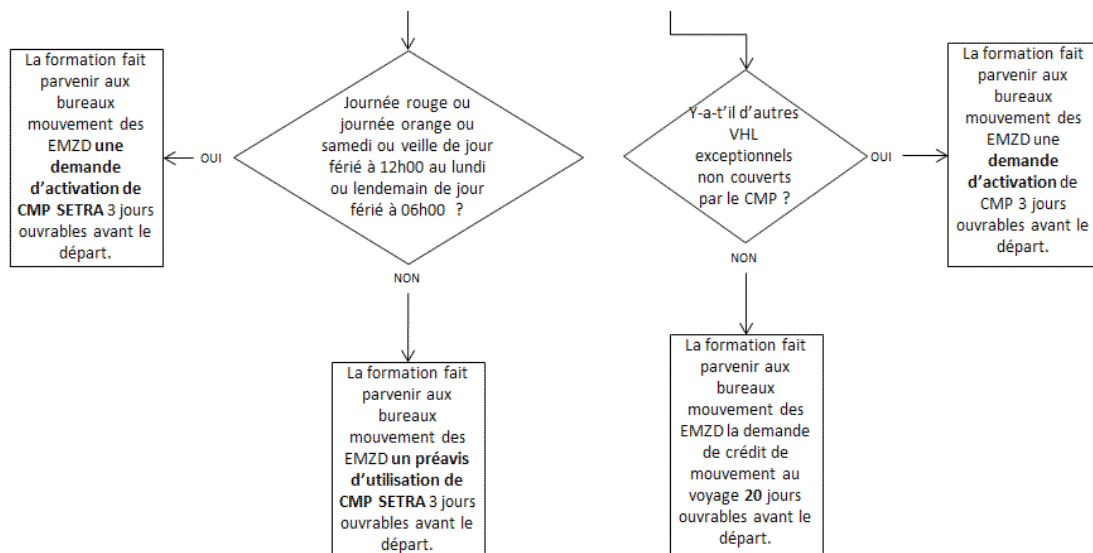 La formation fait
parvenir aux
bureaux
mouvement des
EMZD une
demande
d’activation de
CMP SETRA 3 jours
ouvrables avant le
départ.
OUI
Journée rouge ou
journée orange ou
samedi ou veille de jour
férié à 12h00 au lundi
ou lendemain de jour
férié à 06h00 ?
NON
La formation fait
parvenir aux
bureaux
mouvement des
EMZD un préavis
d’utilisation de
CMP SETRA 3 jours
ouvrables avant le
départ.
Y-a-t’il d’autres
VHL
exceptionnels
non couverts
par le CMP ?
OUI
La formation fait
parvenir aux
bureaux
mouvement des
EMZD une
demande
d’activation de
CMP 3 jours
ouvrables avant le
départ.
NON
La formation fait
parvenir aux
bureaux
mouvement des
EMZD la demande
de crédit de
mouvement au
voyage 20 jours
ouvrables avant le
départ.